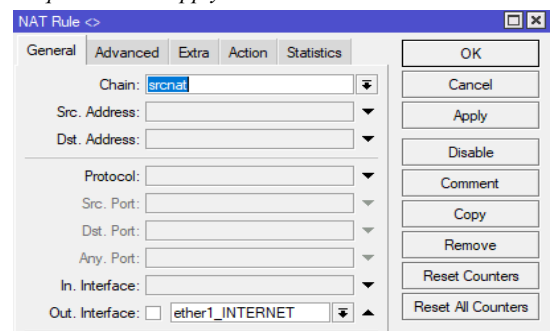 NAT Rule <>
General Advanced Extra Action Statistics
Chain: srcnat
Src. Address:
Dst. Address:
Protocol:
Src. Port:
Dst. Port:
Any. Port:
In. Interface:
Out. Interface: ether1_INTERNET
OK
Cancel
Apply
Disable
Comment
Copy
Remove
Reset Counters
Reset All Counters